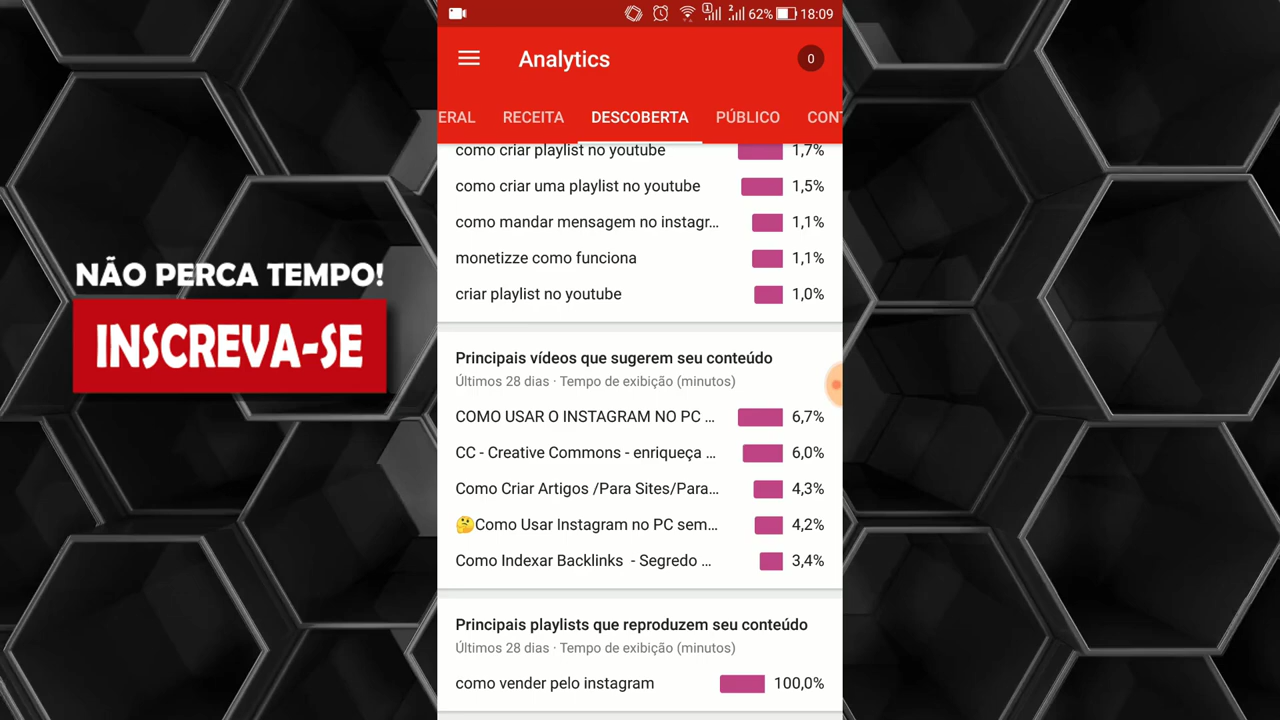 1 2 62% 18:09
Analytics 0
ERAL RECEITA DESCOBERTA PÚBLICO CON
como criar playlist no youtube 1,7%
como criar uma playlist no youtube 1,5%
como mandar mensagem no instagr... 1,1%
monetizze como funciona 1,1%
criar playlist no youtube 1,0%
NÃO PERCA TEMPO!
INSCREVA-SE
Principais vídeos que sugerem seu conteúdo
Últimos 28 dias · Tempo de exibição (minutos)
COMO USAR O INSTAGRAM NO PC ... 6,7%
CC - Creative Commons - enriqueça ... 6,0%
Como Criar Artigos /Para Sites/Para... 4,3%
🤔Como Usar Instagram no PC sem... 4,2%
Como Indexar Backlinks - Segredo ... 3,4%
Principais playlists que reproduzem seu conteúdo
Últimos 28 dias · Tempo de exibição (minutos)
como vender pelo instagram 100,0%